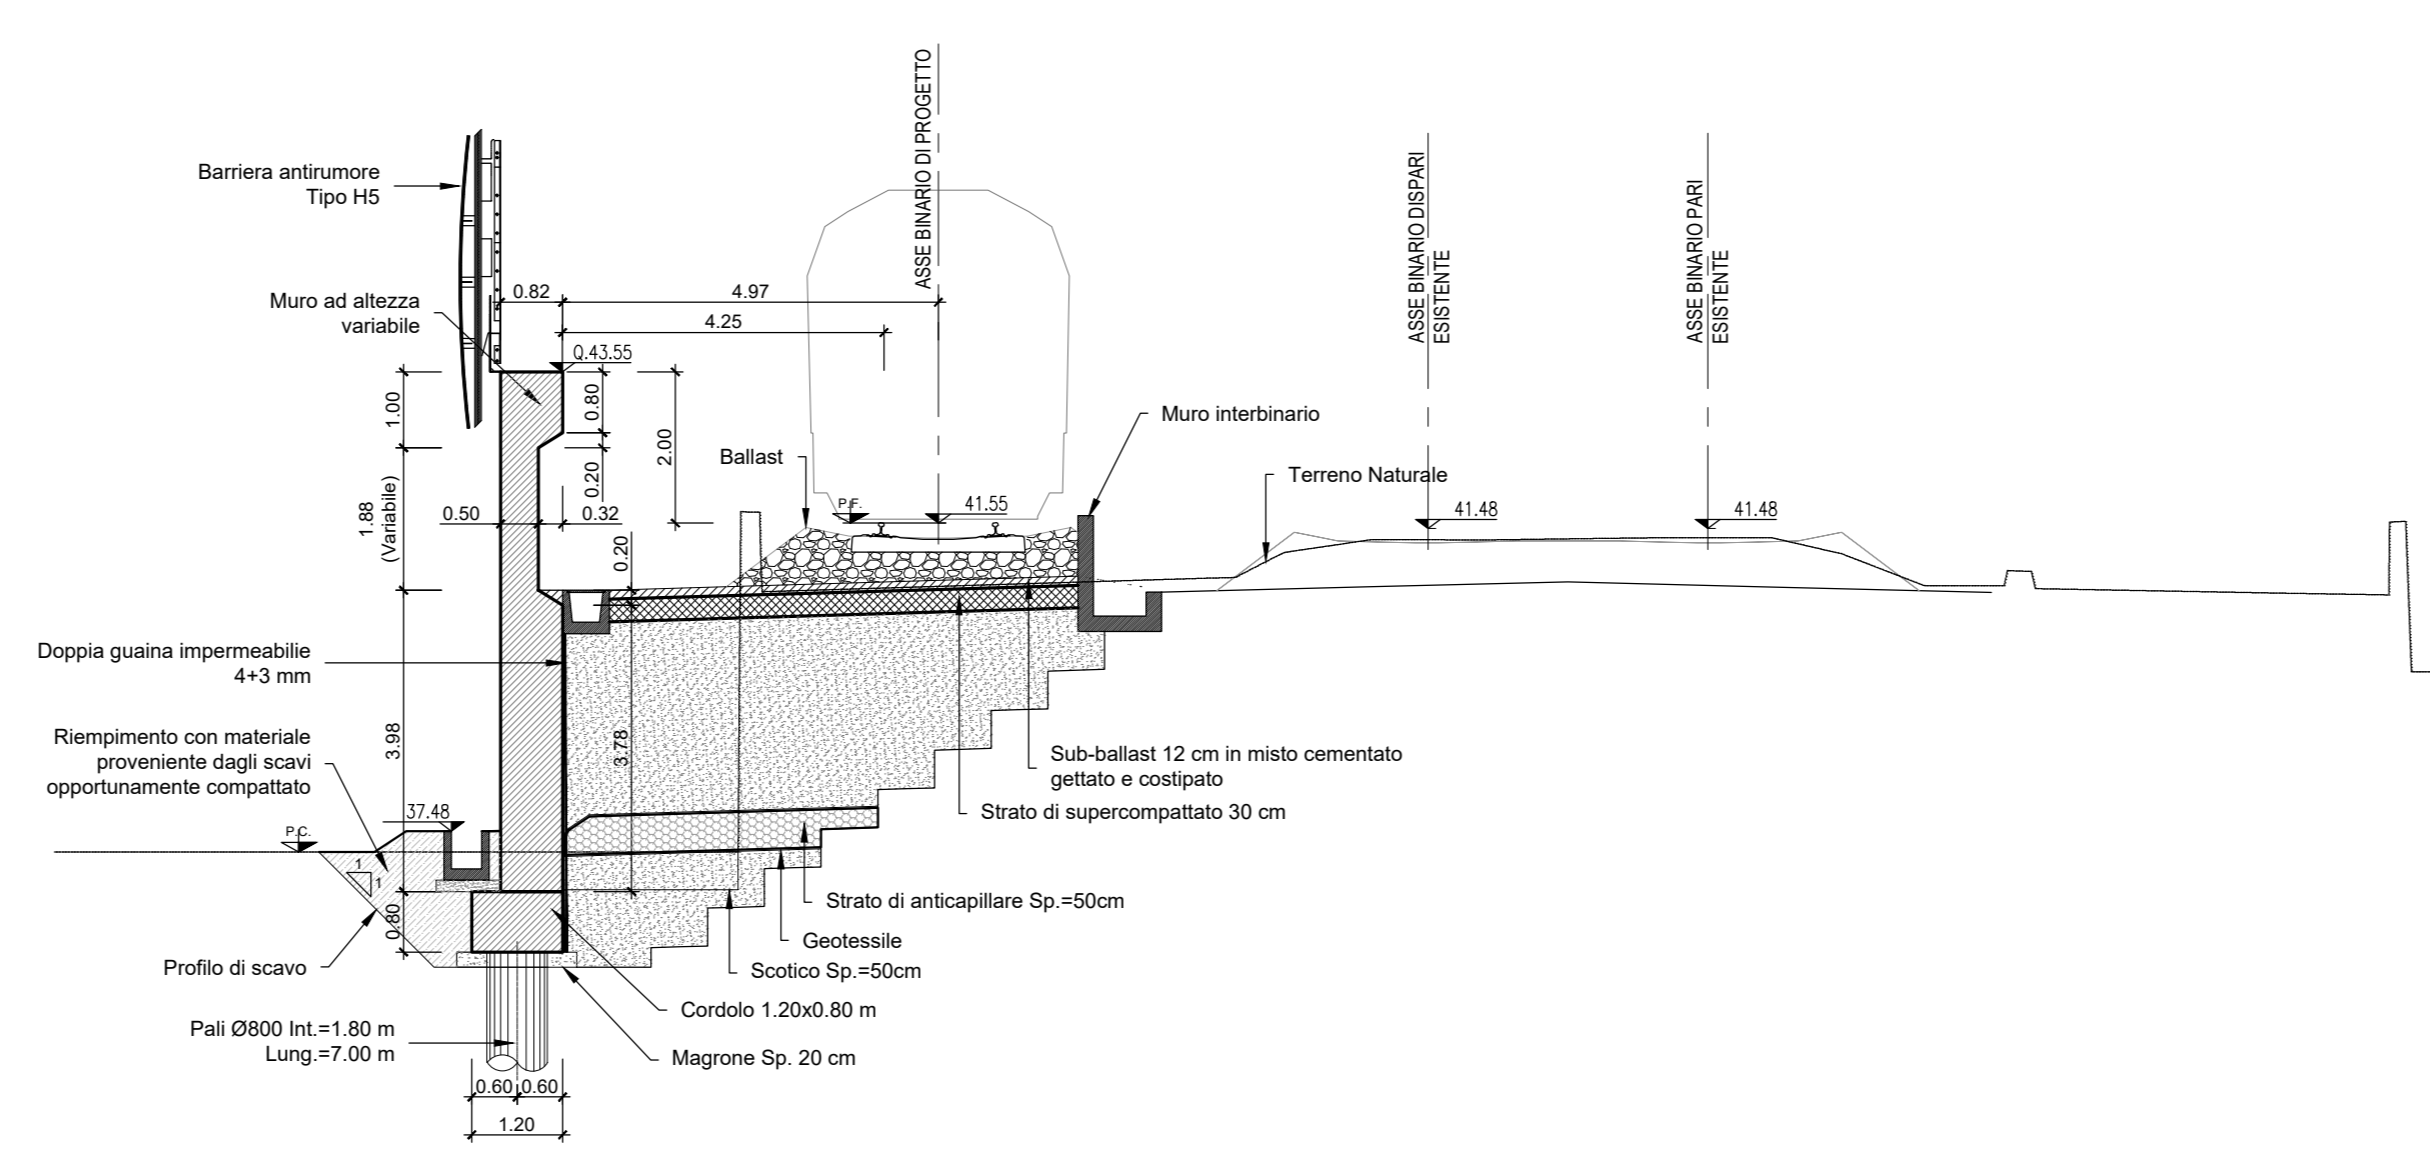 ASSE BINARIO DI PROGETTO
ASSE BINARIO DISPARI
ESISTENTE
ASSE BINARIO PARI
ESISTENTE
Barriera antirumore
Tipo H5
0.82
4.97
4.25
Muro ad altezza
variabile
Q.43.55
1.00
0.80
0.20
2.00
Muro interbinario
Ballast
Terreno Naturale
P.F.
41.55
41.48
41.48
1.88
(Variabile)
0.50
0.32
0.20
Doppia guaina impermeabilie
4+3 mm
Riempimento con materiale
proveniente dagli scavi
opportunamente compattato
3.98
3.78
Sub-ballast 12 cm in misto cementato
gettato e costipato
Strato di supercompattato 30 cm
37.48
P.C.
1
1
0.80
Strato di anticapillare Sp.=50cm
Geotessile
Scotico Sp.=50cm
Profilo di scavo
Cordolo 1.20x0.80 m
Pali Ø800 Int.=1.80 m
Lung.=7.00 m
Magrone Sp. 20 cm
0.60
0.60
1.20